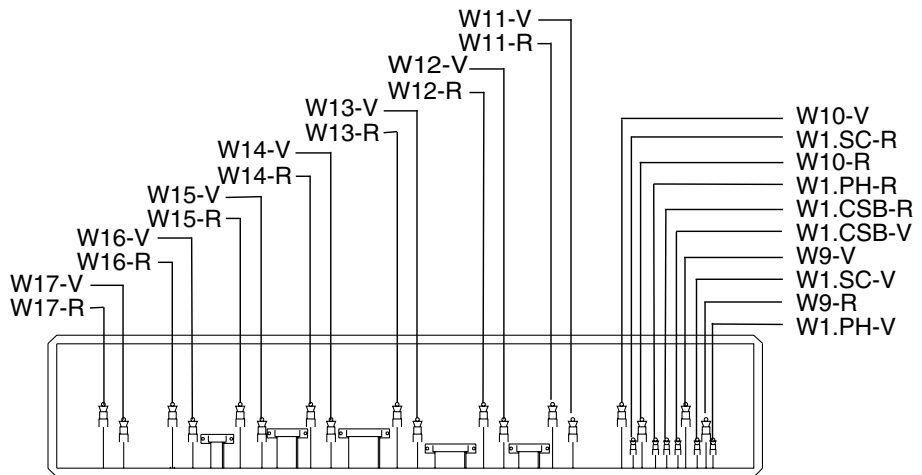 W11-V
W11-R
W12-V
W12-R
W13-V
W13-R
W14-V
W14-R
W15-V
W15-R
W16-V
W16-R
W17-V
W17-R
W10-V
W1.SC-R
W10-R
W1.PH-R
W1.CSB-R
W1.CSB-V
W9-V
W1.SC-V
W9-R
W1.PH-V